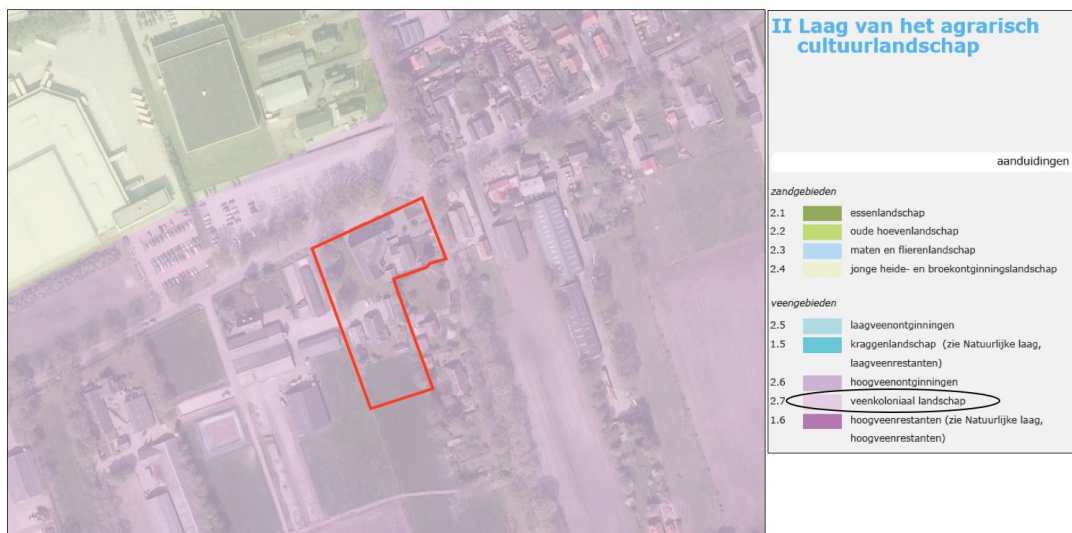 II Laag van het agrarisch
cultuurlandschap
aanduidingen
zandgebieden
2.1 essenlandschap
2.2 oude hoevenlandschap
2.3 maten en flierenlandschap
2.4 jonge heide- en broekontginningslandschap
veengebieden
2.5 laagveenontginningen
1.5 kraggenlandschap (zie Natuurlijke laag,
laagveenrestanten)
2.6 hoogveenontginningen
2.7 veenkoloniaal landschap
1.6 hoogveenrestanten (zie Natuurlijke laag,
hoogveenrestanten)